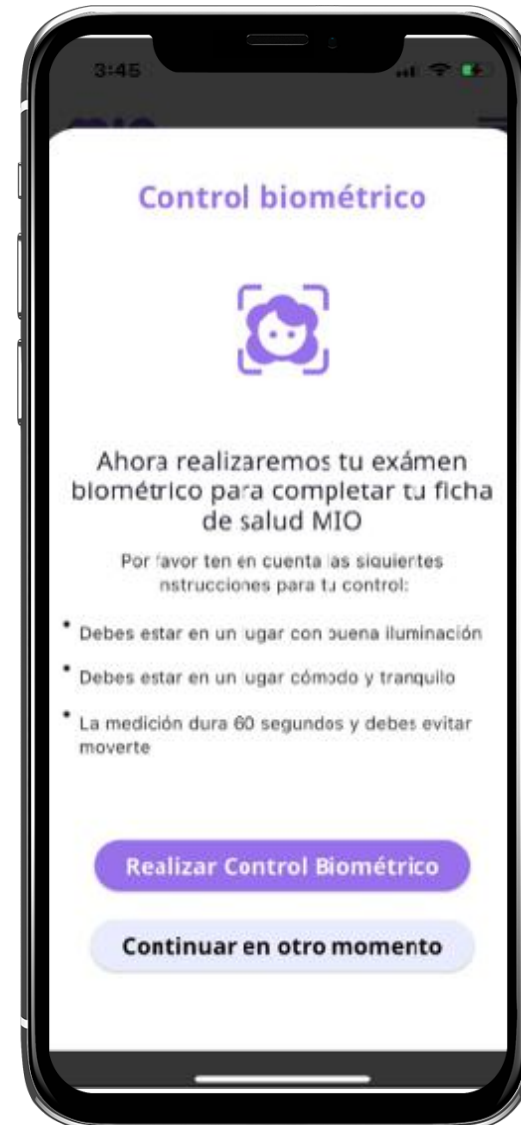 3:45
Control biométrico
Ahora realizaremos tu exámen
biométrico para completar tu ficha
de salud MIO
Por favor ten en cuenta las siguientes
nstrucciones para tu control:
• Debes estar en un lugar con buena iluminación
• Debes estar en un lugar cómodo y tranquilo
• La medición dura 60 segundos y debes evitar
moverte
Realizar Control Biométrico
Continuar en otro momento